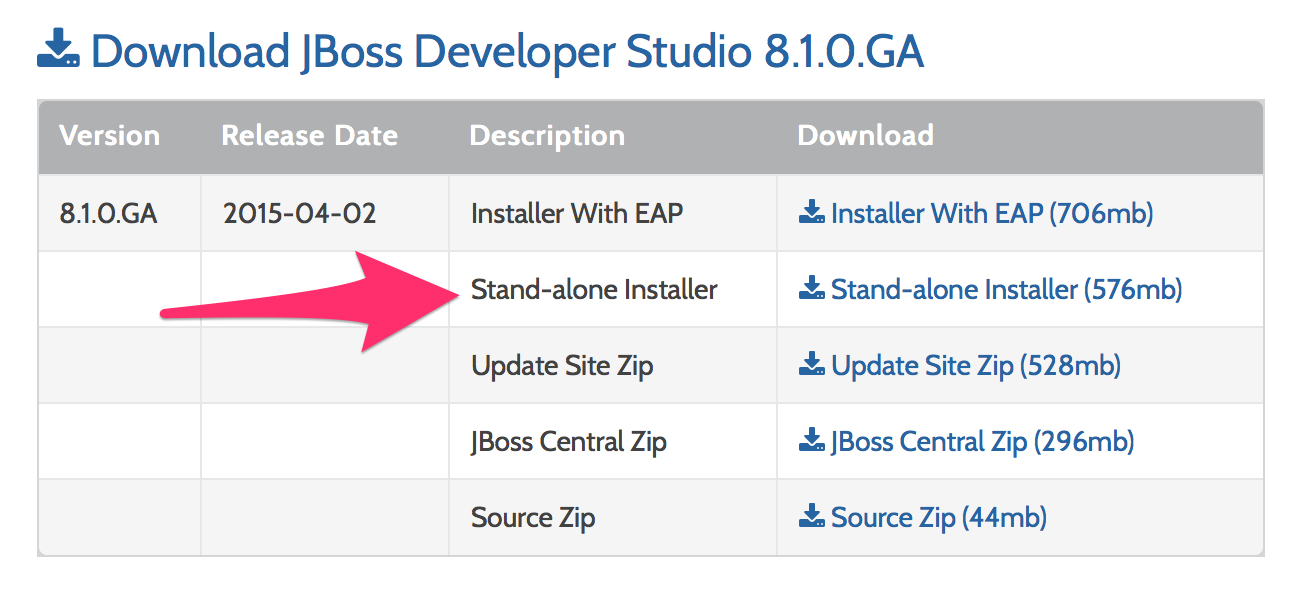 Download JBoss Developer Studio 8.1.0.GA
Version Release Date Description Download
8.1.0.GA 2015-04-02 Installer With EAP Installer With EAP (706mb)
Stand-alone Installer Stand-alone Installer (576mb)
Update Site Zip Update Site Zip (528mb)
JBoss Central Zip JBoss Central Zip (296mb)
Source Zip Source Zip (44mb)